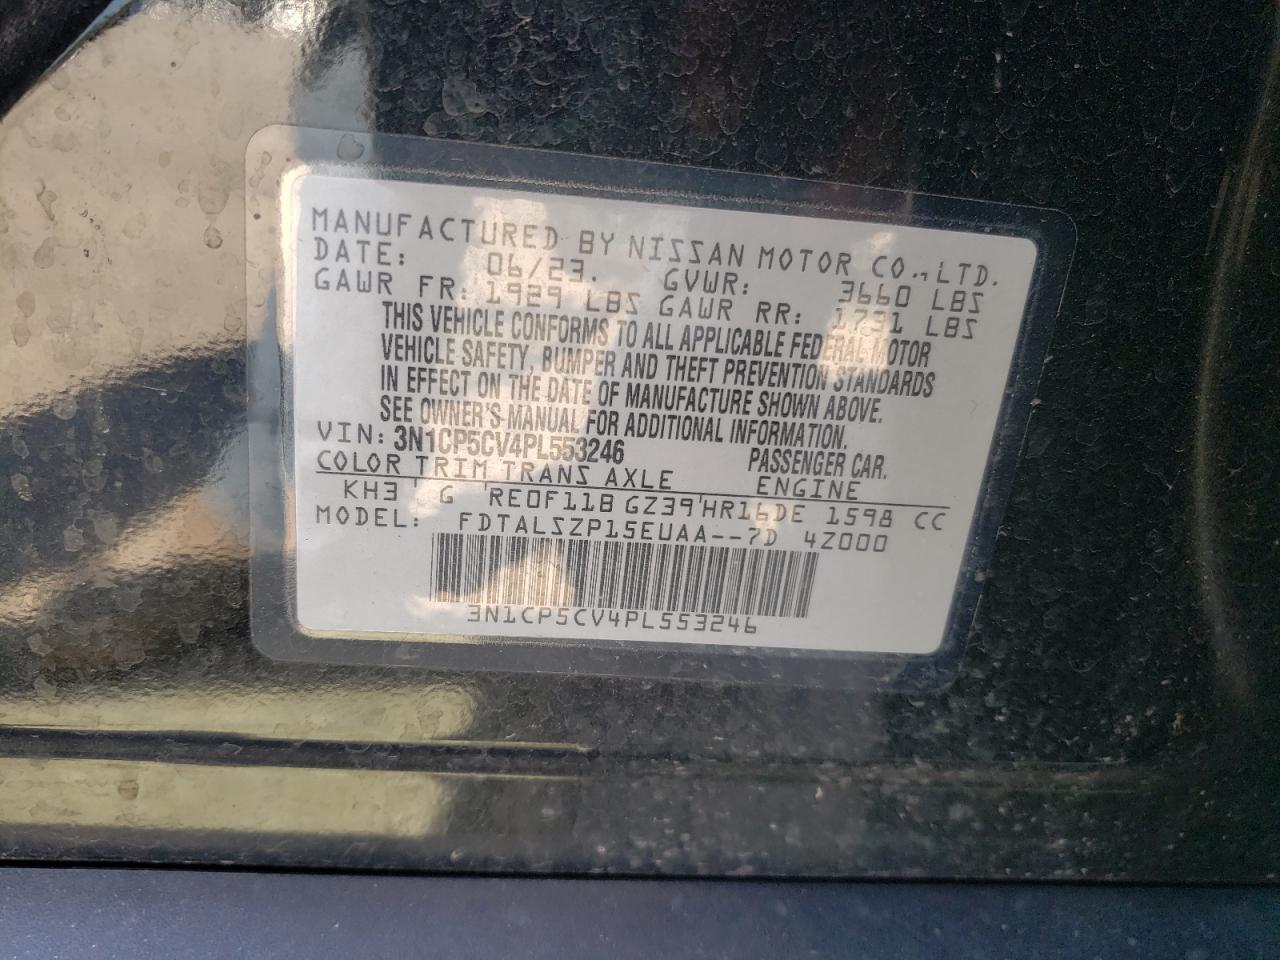 MANUFACTURED BY NISSAN MOTOR CO., LTD.
DATE: 06/23. GVWR: 3660 LBS
GAWR FR: 1929 LBS GAWR RR: 1731 LBS
THIS VEHICLE CONFORMS TO ALL APPLICABLE FEDERAL MOTOR
VEHICLE SAFETY, BUMPER AND THEFT PREVENTION STANDARDS
IN EFFECT ON THE DATE OF MANUFACTURE SHOWN ABOVE.
SEE OWNER'S MANUAL FOR ADDITIONAL INFORMATION.
VIN: 3N1CP5CV4PL553246 PASSENGER CAR.
COLOR TRIM TRANS AXLE ENGINE
KH3 ' G 'RE0F11B GZ39'HR16DE 1598 CC
MODEL: FDTALSZP15EUAA--7D 4Z000
3N1CP5CV4PL553246